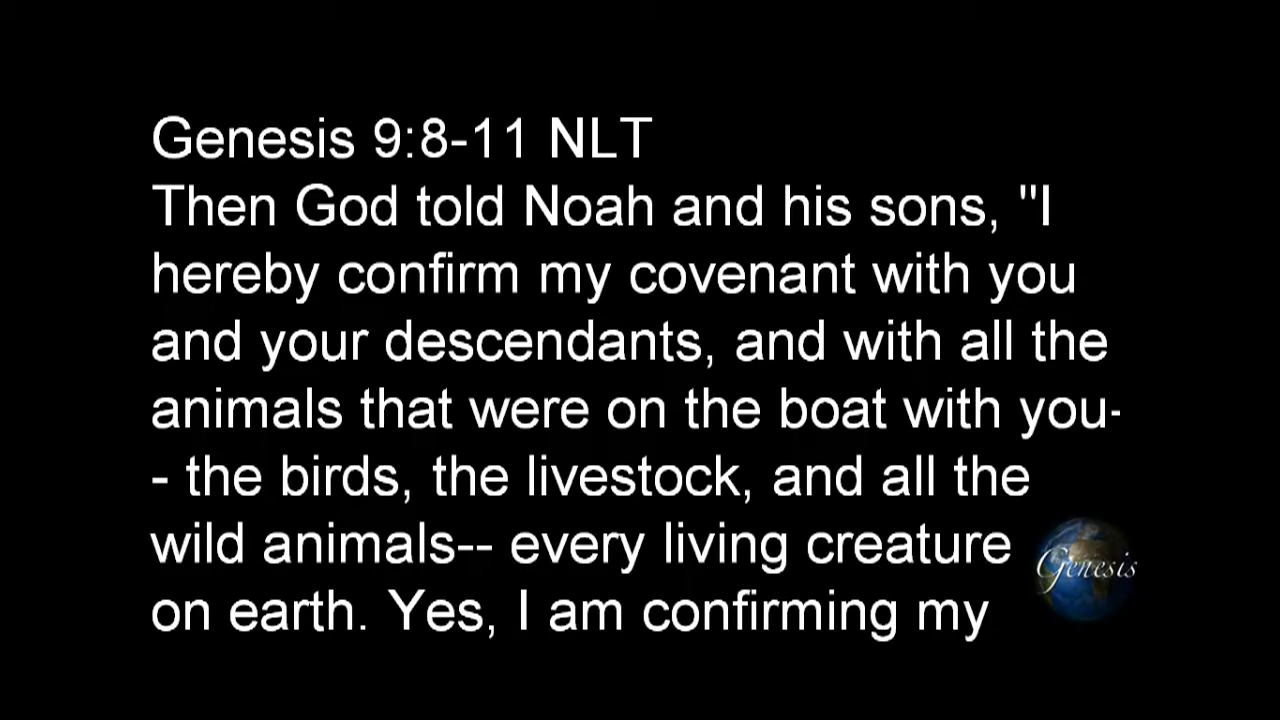 Genesis 9:8-11 NLT
Then God told Noah and his sons, "I
hereby confirm my covenant with you
and your descendants, and with all the
animals that were on the boat with you-
- the birds, the livestock, and all the
wild animals-- every living creature
on earth. Yes, I am confirming my
Genesis